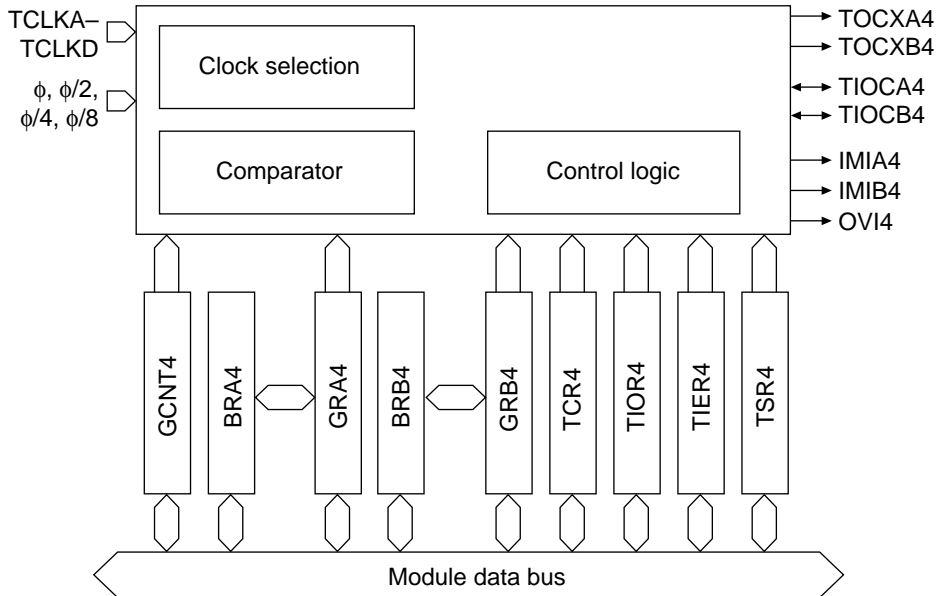 TCLKA–
TCLKD
ϕ, ϕ/2,
ϕ/4, ϕ/8
Clock selection
Comparator
Control logic
TOCXA4
TOCXB4
TIOCA4
TIOCB4
IMIA4
IMIB4
OVI4
GCNT4
BRA4
GRA4
BRB4
GRB4
TCR4
TIOR4
TIER4
TSR4
Module data bus